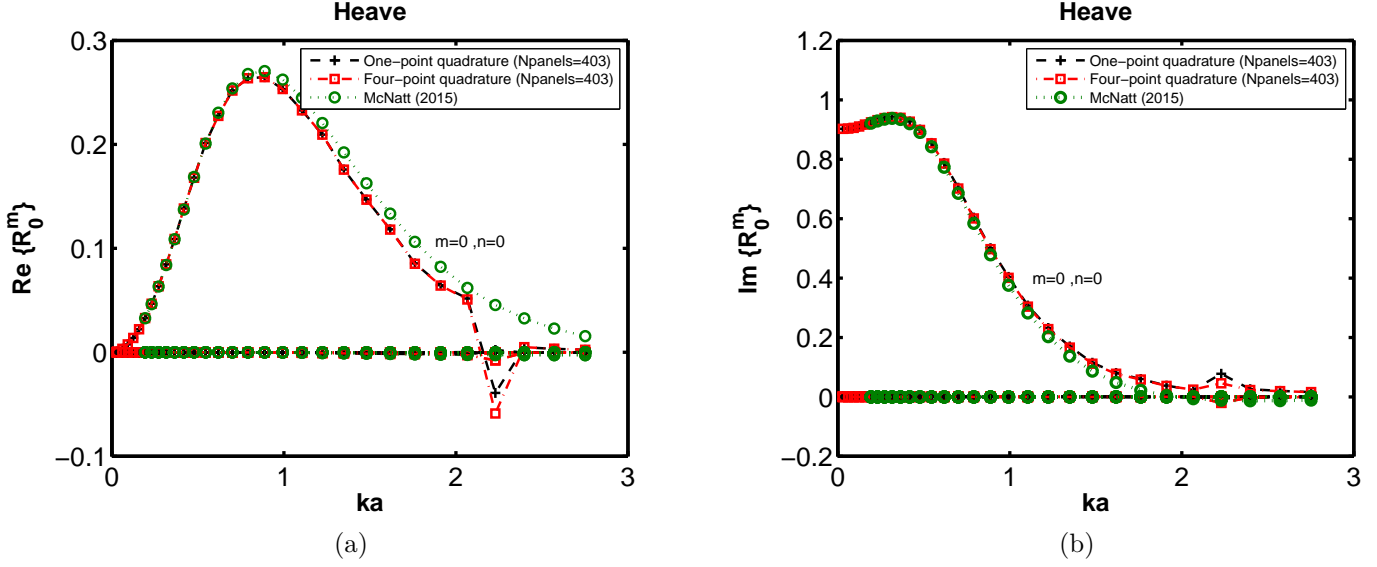 Heave
Re {R₀ᵐ}
0.3
0.2
0.1
0
−0.1
One−point quadrature (Npanels=403)
Four−point quadrature (Npanels=403)
McNatt (2015)
m=0 ,n=0
0 1 2 3
ka
(a)
Heave
Im {R₀ᵐ}
1.2
1
0.8
0.6
0.4
0.2
0
−0.2
One−point quadrature (Npanels=403)
Four−point quadrature (Npanels=403)
McNatt (2015)
m=0 ,n=0
0 1 2 3
ka
(b)